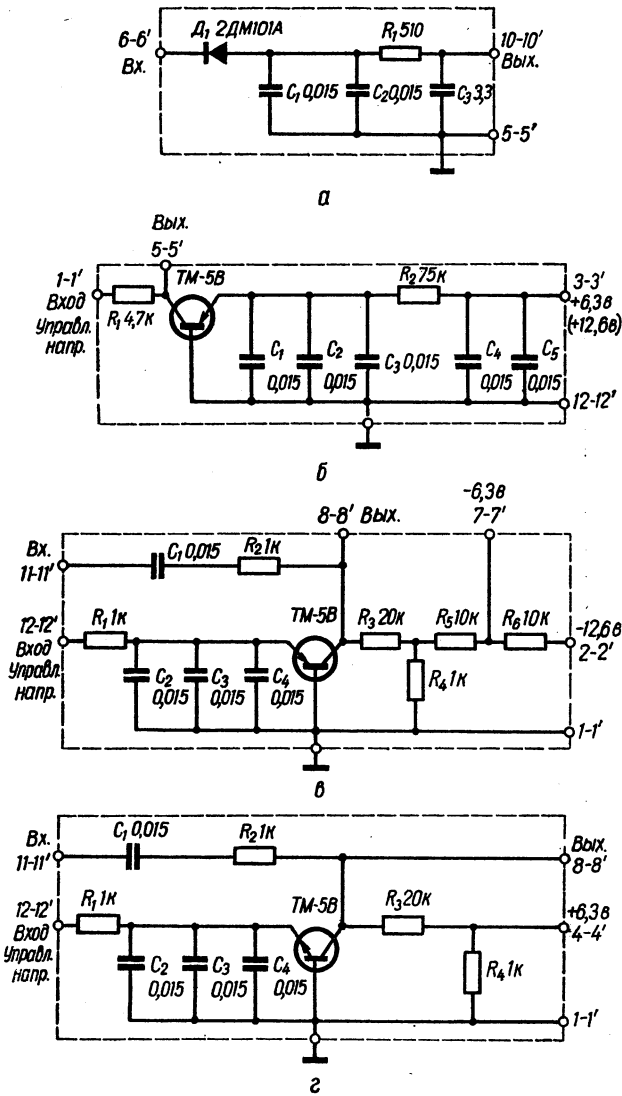 Д1 2ДМ101А
R1 510
6-6'
Вх.
10-10'
Вых.
C1 0,015
C2 0,015
C3 3,3
5-5'
а
Вых.
5-5'
1-1'
Вход
Управл.
напр.
R1 4,7к
ТМ-5В
R2 75к
3-3'
+6,3в
(+12,6в)
C1
0,015
C2
0,015
C3 0,015
C4
0,015
C5
0,015
12-12'
б
8-8' Вых.
-6,3в
7-7'
Вх.
11-11'
C1 0,015
R2 1к
12-12'
Вход
Управл.
напр.
R1 1к
ТМ-5В
R3 20к
R5 10к
R6 10к
-12,6в
2-2'
C2
0,015
C3
0,015
C4
0,015
R4 1к
1-1'
в
Вх.
11-11'
C1 0,015
R2 1к
Вых.
8-8'
12-12'
Вход
Управл.
напр.
R1 1к
ТМ-5В
R3 20к
+6,3в
4-4'
C2
0,015
C3
0,015
C4
0,015
R4 1к
1-1'
г